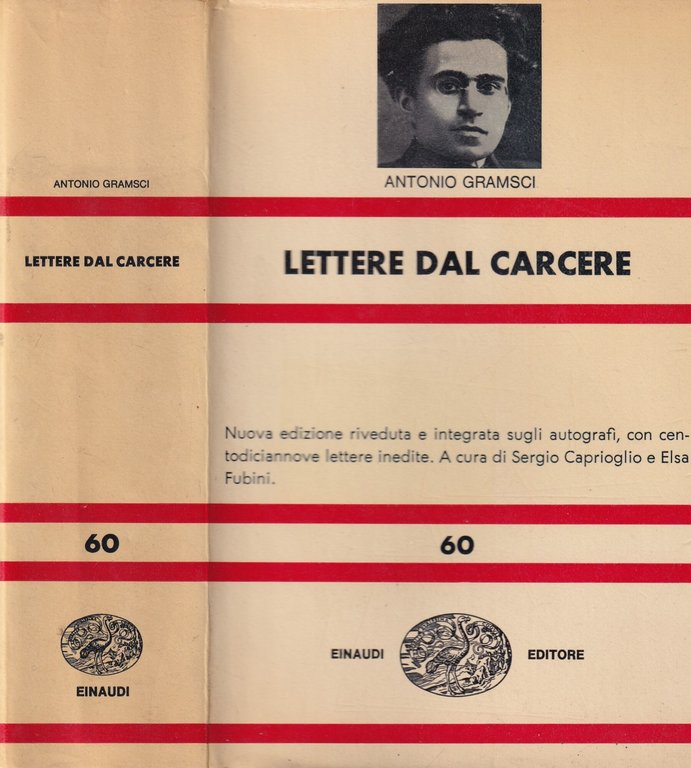 ANTONIO GRAMSCI
LETTERE DAL CARCERE
60
EINAUDI
ANTONIO GRAMSCI
LETTERE DAL CARCERE
Nuova edizione riveduta e integrata sugli autografi, con cen-
todiciannove lettere inedite. A cura di Sergio Caprioglio e Elsa
Fubini.
60
EINAUDI EDITORE